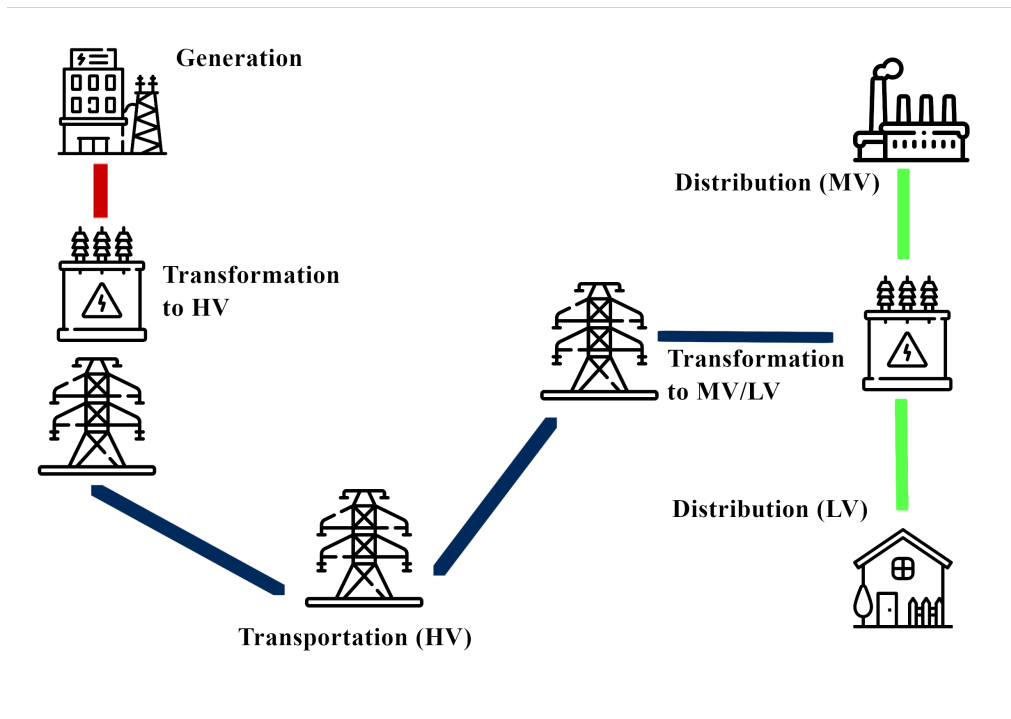 Generation
Transformation
to HV
Transportation (HV)
Transformation
to MV/LV
Distribution (MV)
Distribution (LV)